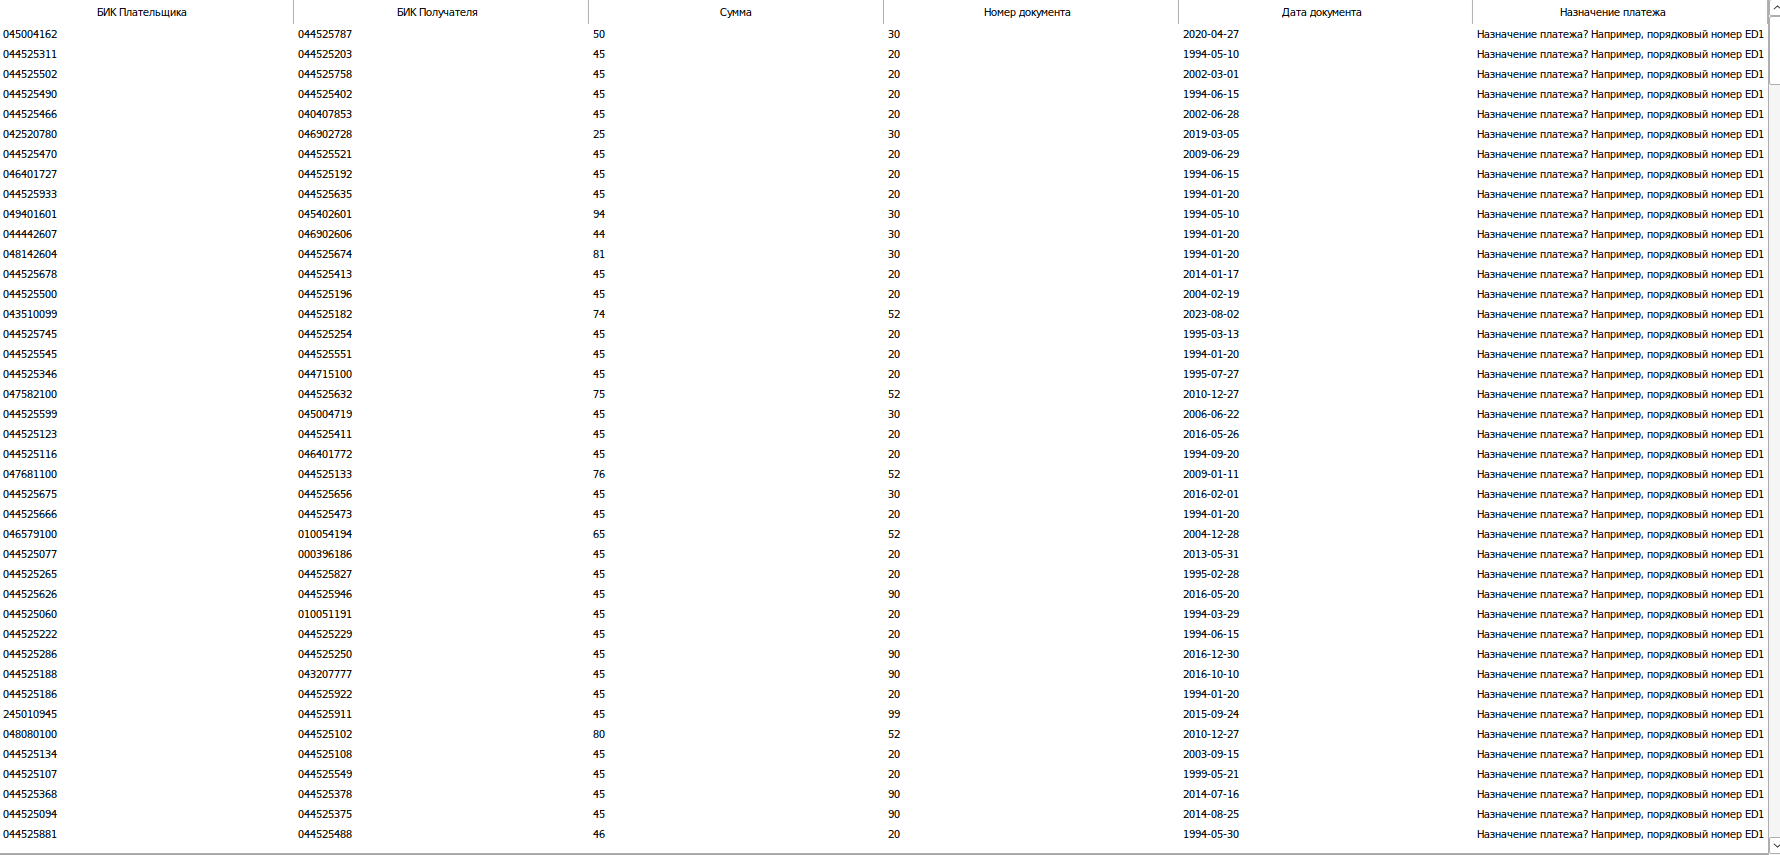 БИК Плательщика БИК Получателя Сумма Номер документа Дата документа Назначение платежа
045004162 044525787 50 30 2020-04-27 Назначение платежа? Например, порядковый номер ED1
044525311 044525203 45 20 1994-05-10 Назначение платежа? Например, порядковый номер ED1
044525502 044525758 45 20 2002-03-01 Назначение платежа? Например, порядковый номер ED1
044525490 044525402 45 20 1994-06-15 Назначение платежа? Например, порядковый номер ED1
044525466 040407853 45 20 2002-06-28 Назначение платежа? Например, порядковый номер ED1
042520780 046902728 25 30 2019-03-05 Назначение платежа? Например, порядковый номер ED1
044525470 044525521 45 20 2009-06-29 Назначение платежа? Например, порядковый номер ED1
046401727 044525192 45 20 1994-06-15 Назначение платежа? Например, порядковый номер ED1
044525933 044525635 45 20 1994-01-20 Назначение платежа? Например, порядковый номер ED1
049401601 045402601 94 30 1994-05-10 Назначение платежа? Например, порядковый номер ED1
044442607 046902606 44 30 1994-01-20 Назначение платежа? Например, порядковый номер ED1
048142604 044525674 81 30 1994-01-20 Назначение платежа? Например, порядковый номер ED1
044525678 044525413 45 20 2014-01-17 Назначение платежа? Например, порядковый номер ED1
044525500 044525196 45 20 2004-02-19 Назначение платежа? Например, порядковый номер ED1
043510099 044525182 74 52 2023-08-02 Назначение платежа? Например, порядковый номер ED1
044525745 044525254 45 20 1995-03-13 Назначение платежа? Например, порядковый номер ED1
044525545 044525551 45 20 1994-01-20 Назначение платежа? Например, порядковый номер ED1
044525346 044715100 45 20 1995-07-27 Назначение платежа? Например, порядковый номер ED1
047582100 044525632 75 52 2010-12-27 Назначение платежа? Например, порядковый номер ED1
044525599 045004719 45 30 2006-06-22 Назначение платежа? Например, порядковый номер ED1
044525123 044525411 45 20 2016-05-26 Назначение платежа? Например, порядковый номер ED1
044525116 046401772 45 20 1994-09-20 Назначение платежа? Например, порядковый номер ED1
047681100 044525133 76 52 2009-01-11 Назначение платежа? Например, порядковый номер ED1
044525675 044525656 45 30 2016-02-01 Назначение платежа? Например, порядковый номер ED1
044525666 044525473 45 20 1994-01-20 Назначение платежа? Например, порядковый номер ED1
046579100 010054194 65 52 2004-12-28 Назначение платежа? Например, порядковый номер ED1
044525077 000396186 45 20 2013-05-31 Назначение платежа? Например, порядковый номер ED1
044525265 044525827 45 20 1995-02-28 Назначение платежа? Например, порядковый номер ED1
044525626 044525946 45 90 2016-05-20 Назначение платежа? Например, порядковый номер ED1
044525060 010051191 45 20 1994-03-29 Назначение платежа? Например, порядковый номер ED1
044525222 044525229 45 20 1994-06-15 Назначение платежа? Например, порядковый номер ED1
044525286 044525250 45 90 2016-12-30 Назначение платежа? Например, порядковый номер ED1
044525188 043207777 45 90 2016-10-10 Назначение платежа? Например, порядковый номер ED1
044525186 044525922 45 20 1994-01-20 Назначение платежа? Например, порядковый номер ED1
245010945 044525911 45 99 2015-09-24 Назначение платежа? Например, порядковый номер ED1
048080100 044525102 80 52 2010-12-27 Назначение платежа? Например, порядковый номер ED1
044525134 044525108 45 20 2003-09-15 Назначение платежа? Например, порядковый номер ED1
044525107 044525549 45 20 1999-05-21 Назначение платежа? Например, порядковый номер ED1
044525368 044525378 45 90 2014-07-16 Назначение платежа? Например, порядковый номер ED1
044525094 044525375 45 90 2014-08-25 Назначение платежа? Например, порядковый номер ED1
044525881 044525488 46 20 1994-05-30 Назначение платежа? Например, порядковый номер ED1